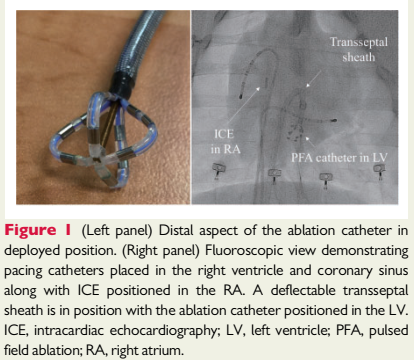 Transseptal
sheath
ICE
in RA
PFA catheter in LV
Figure 1 (Left panel) Distal aspect of the ablation catheter in
deployed position. (Right panel) Fluoroscopic view demonstrating
pacing catheters placed in the right ventricle and coronary sinus
along with ICE positioned in the RA. A deflectable transseptal
sheath is in position with the ablation catheter positioned in the LV.
ICE, intracardiac echocardiography; LV, left ventricle; PFA, pulsed
field ablation; RA, right atrium.